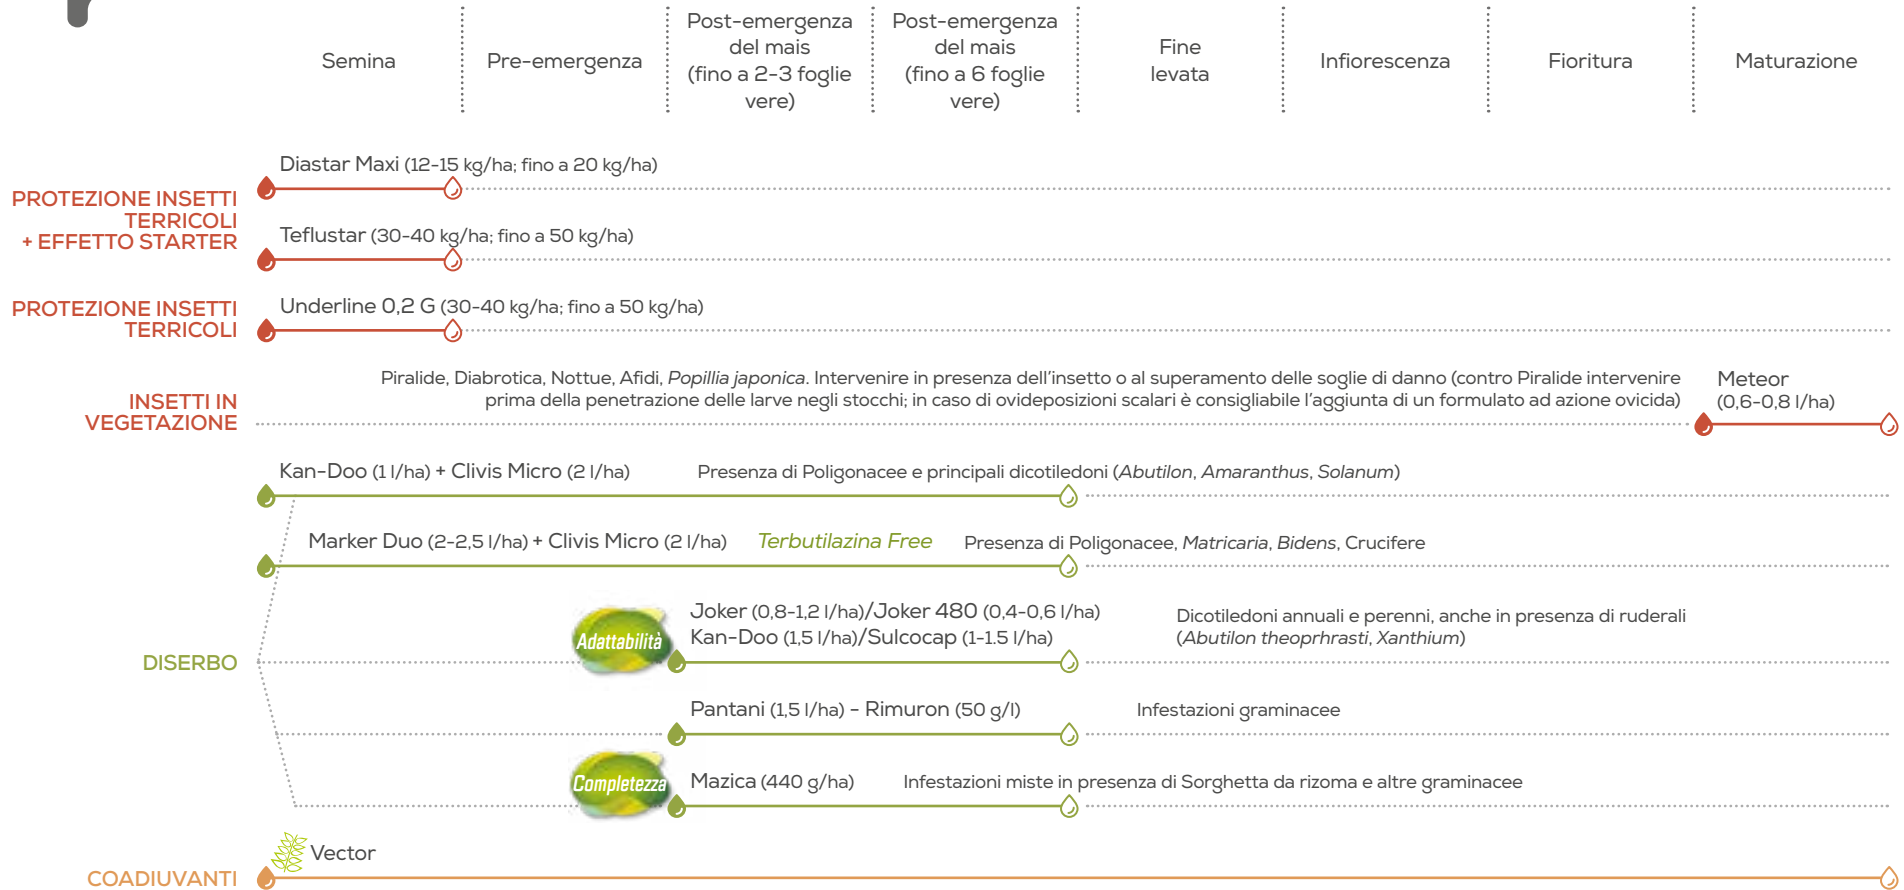 Semina
Pre-emergenza
Post-emergenza
del mais
(fino a 2-3 foglie
vere)
Post-emergenza
del mais
(fino a 6 foglie
vere)
Fine
levata
Infiorescenza
Fioritura
Maturazione
PROTEZIONE INSETTI
TERRICOLI
+ EFFETTO STARTER
Diastar Maxi (12-15 kg/ha; fino a 20 kg/ha)
Teflustar (30-40 kg/ha; fino a 50 kg/ha)
PROTEZIONE INSETTI
TERRICOLI
Underline 0,2 G (30-40 kg/ha; fino a 50 kg/ha)
INSETTI IN
VEGETAZIONE
Piralide, Diabrotica, Nottue, Afidi, Popillia japonica. Intervenire in presenza dell'insetto o al superamento delle soglie di danno (contro Piralide intervenire
prima della penetrazione delle larve negli stocchi; in caso di ovideposizioni scalari è consigliabile l'aggiunta di un formulato ad azione ovicida)
Meteor
(0,6-0,8 l/ha)
DISERBO
Kan-Doo (1 l/ha) + Clivis Micro (2 l/ha)
Presenza di Poligonacee e principali dicotiledoni (Abutilon, Amaranthus, Solanum)
Marker Duo (2-2,5 l/ha) + Clivis Micro (2 l/ha)
Terbutilazina Free
Presenza di Poligonacee, Matricaria, Bidens, Crucifere
Adattabilità
Joker (0,8-1,2 l/ha)/Joker 480 (0,4-0,6 l/ha)
Kan-Doo (1,5 l/ha)/Sulcocap (1-1.5 l/ha)
Dicotiledoni annuali e perenni, anche in presenza di ruderali
(Abutilon theoprhrasti, Xanthium)
Pantani (1,5 l/ha) - Rimuron (50 g/l)
Infestazioni graminacee
Completezza
Mazica (440 g/ha)
Infestazioni miste in presenza di Sorghetta da rizoma e altre graminacee
COADIUVANTI
Vector